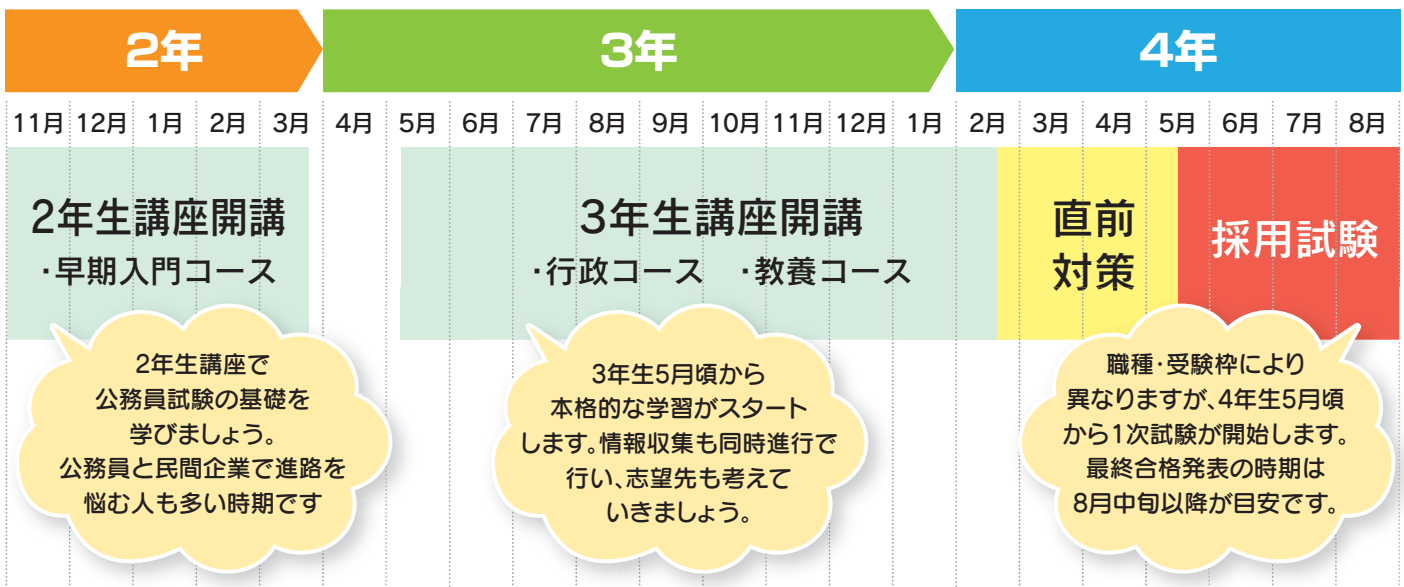 2年 3年 4年
11月 12月 1月 2月 3月 4月 5月 6月 7月 8月 9月 10月 11月 12月 1月 2月 3月 4月 5月 6月 7月 8月
2年生講座開講
・早期入門コース
3年生講座開講
・行政コース ・教養コース
直前
対策
採用試験
2年生講座で
公務員試験の基礎を
学びましょう。
公務員と民間企業で進路を
悩む人も多い時期です
3年生5月頃から
本格的な学習がスタート
します。情報収集も同時進行で
行い、志望先も考えて
いきましょう。
職種・受験枠により
異なりますが、4年生5月頃
から1次試験が開始します。
最終合格発表の時期は
8月中旬以降が目安です。